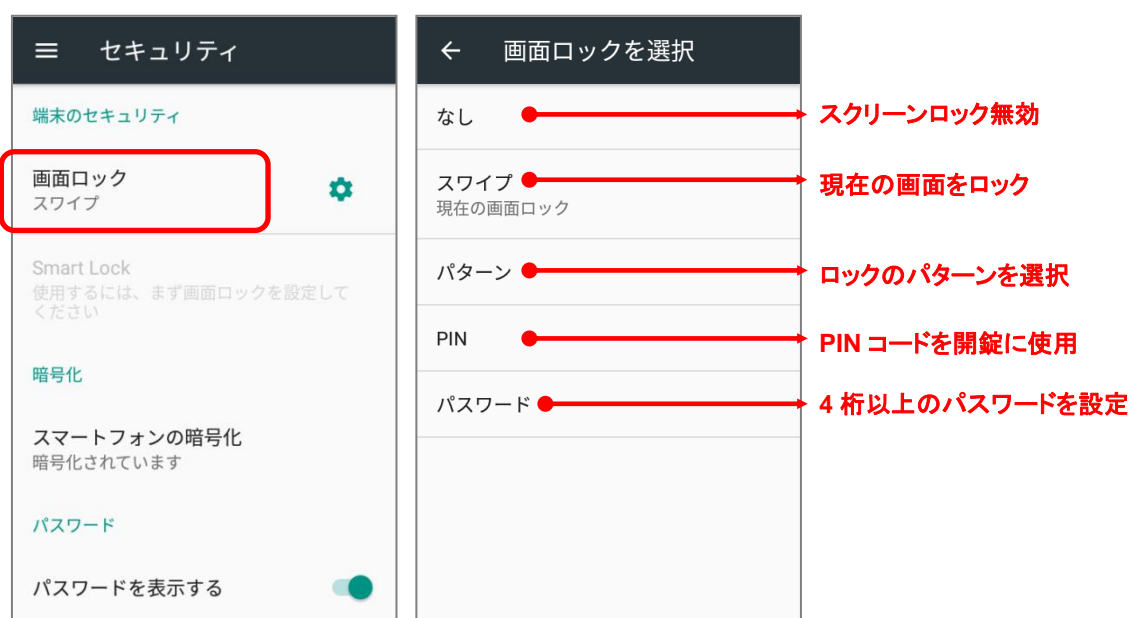 セキュリティ
端末のセキュリティ
画面ロック
スワイプ
Smart Lock
使用するには、まず画面ロックを設定して
ください
暗号化
スマートフォンの暗号化
暗号化されています
パスワード
パスワードを表示する
画面ロックを選択
なし
スクリーンロック無効
スワイプ
現在の画面ロック
現在の画面をロック
パターン
ロックのパターンを選択
PIN
PIN コードを開錠に使用
パスワード
4 桁以上のパスワードを設定